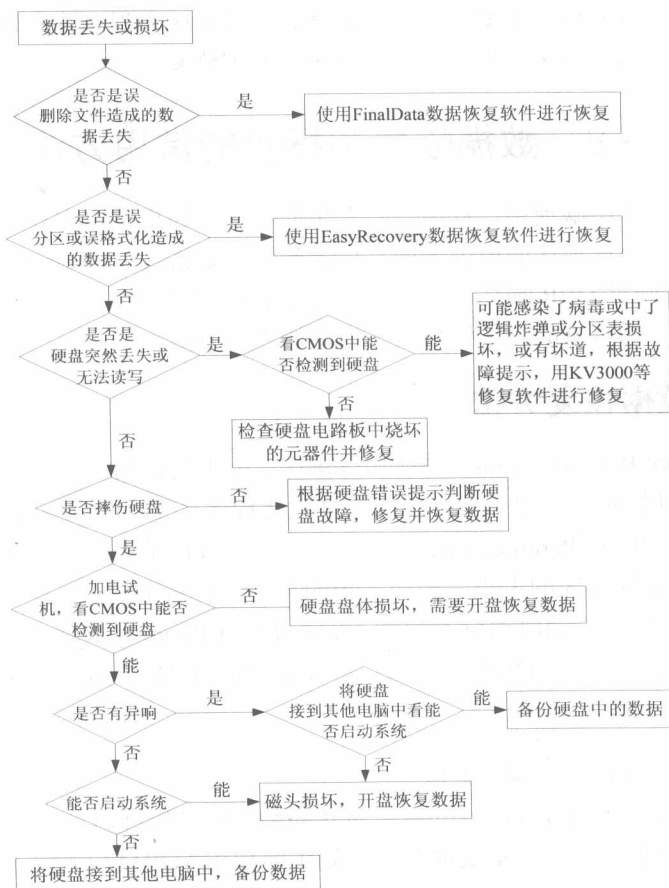 数据丢失或损坏
是否是误
删除文件造成的数
据丢失
是
使用FinalData数据恢复软件进行恢复
否
是否是误
分区或误格式化造成
的数据丢失
是
使用EasyRecovery数据恢复软件进行恢复
否
是否是
硬盘突然丢失或
无法读写
是
看CMOS中能
否检测到硬盘
能
可能感染了病毒或中了
逻辑炸弹或分区表损
坏，或有坏道，根据故
障提示，用KV3000等
修复软件进行修复
否
检查硬盘电路板中烧坏
的元器件并修复
否
是否摔伤硬盘
否
根据硬盘错误提示判断硬
盘故障，修复并恢复数据
是
加电试
机，看CMOS中能否
检测到硬盘
否
硬盘盘体损坏，需要开盘恢复数据
能
是否有异响
是
将硬盘
接到其他电脑中看能
否启动系统
能
备份硬盘中的数据
否
否
能否启动系统
能
磁头损坏，开盘恢复数据
否
将硬盘接到其他电脑中，备份数据